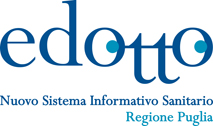 edotto
Nuovo Sistema Informativo Sanitario
Regione Puglia